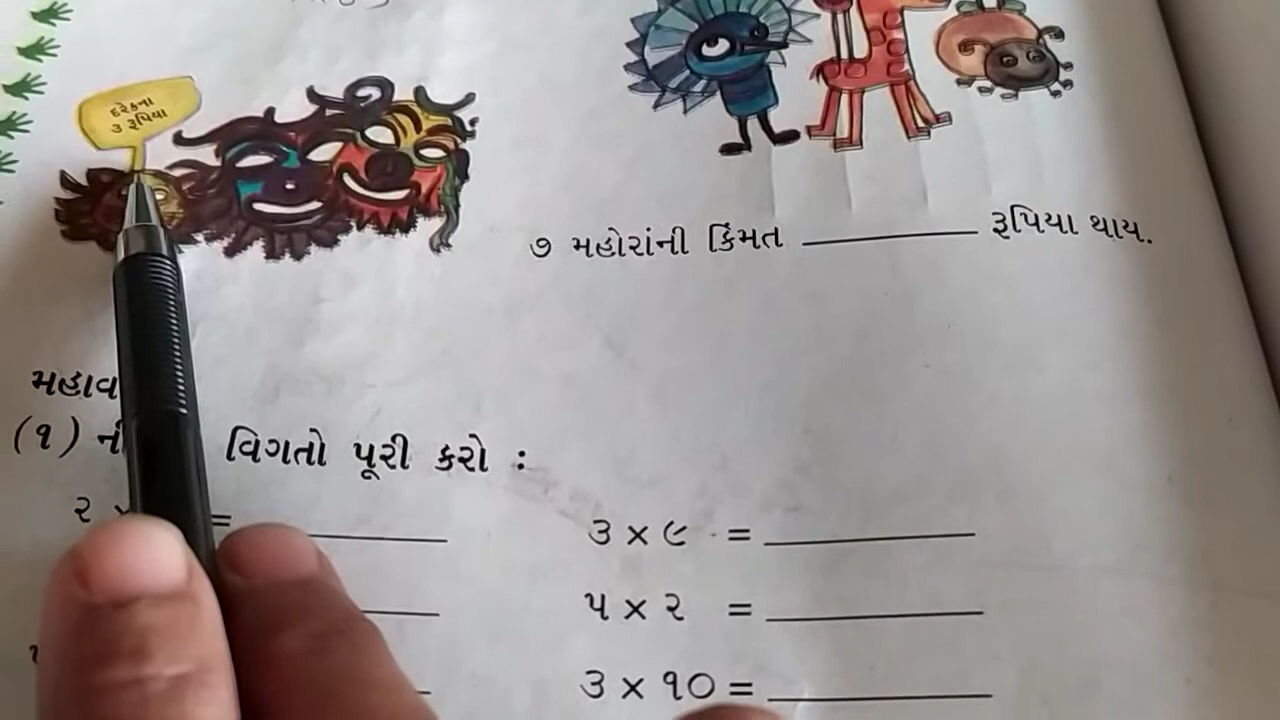 દરેકના
૩ રૂપિયા
૭ મહોરાંની કિંમત ________ રૂપિયા થાય.
(૧) વિગતો પૂરી કરો :
૨ = ________
૩ × ૯ = ________
૫ × ૨ = ________
૩ × ૧૦ = ________